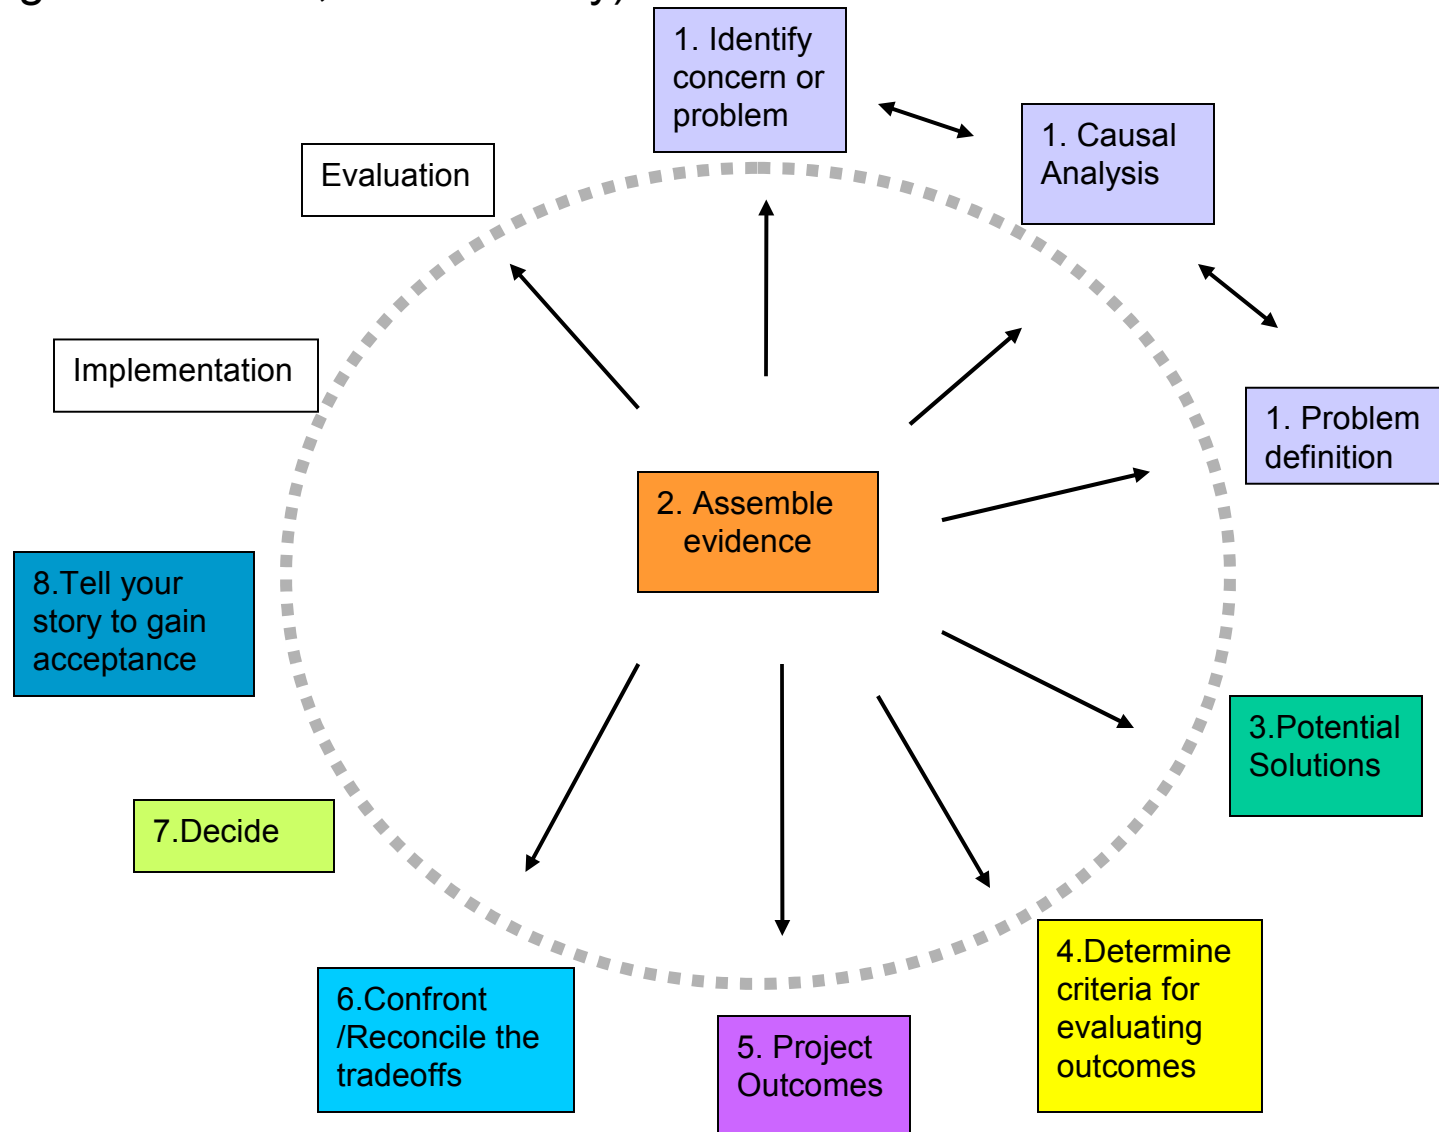 1. Identify
concern or
problem
1. Causal
Analysis
Evaluation
Implementation
1. Problem
definition
2. Assemble
evidence
8.Tell your
story to gain
acceptance
3.Potential
Solutions
7.Decide
4.Determine
criteria for
evaluating
outcomes
6.Confront
/Reconcile the
tradeoffs
5. Project
Outcomes